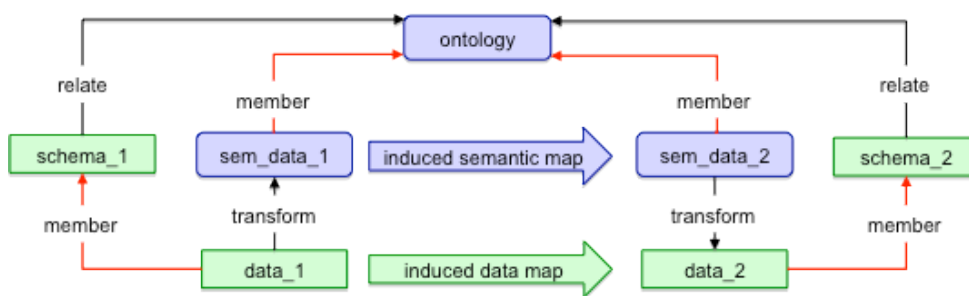 ontology
relate
member
member
relate
schema_1
sem_data_1
induced semantic map
sem_data_2
schema_2
member
transform
transform
member
data_1
induced data map
data_2